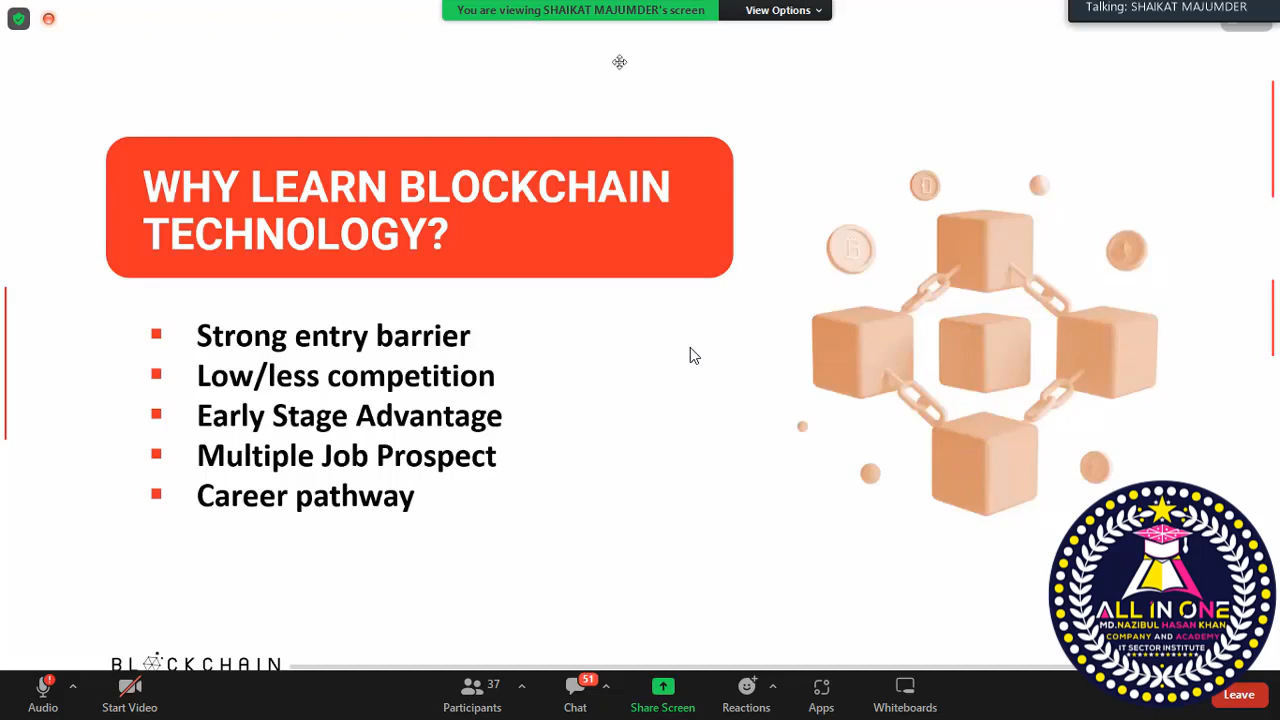 You are viewing SHAIKAT MAJUMDER's screen
View Options
Talking: SHAIKAT MAJUMDER
WHY LEARN BLOCKCHAIN
TECHNOLOGY?
Strong entry barrier
Low/less competition
Early Stage Advantage
Multiple Job Prospect
Career pathway
ALL IN ONE
MD.NAZIBUL HASAN KHAN
COMPANY AND ACADEMY
IT SECTOR INSTITUTE
BLOCKCHAIN
37
51
Audio
Start Video
Participants
Chat
Share Screen
Reactions
Apps
Whiteboards
Leave